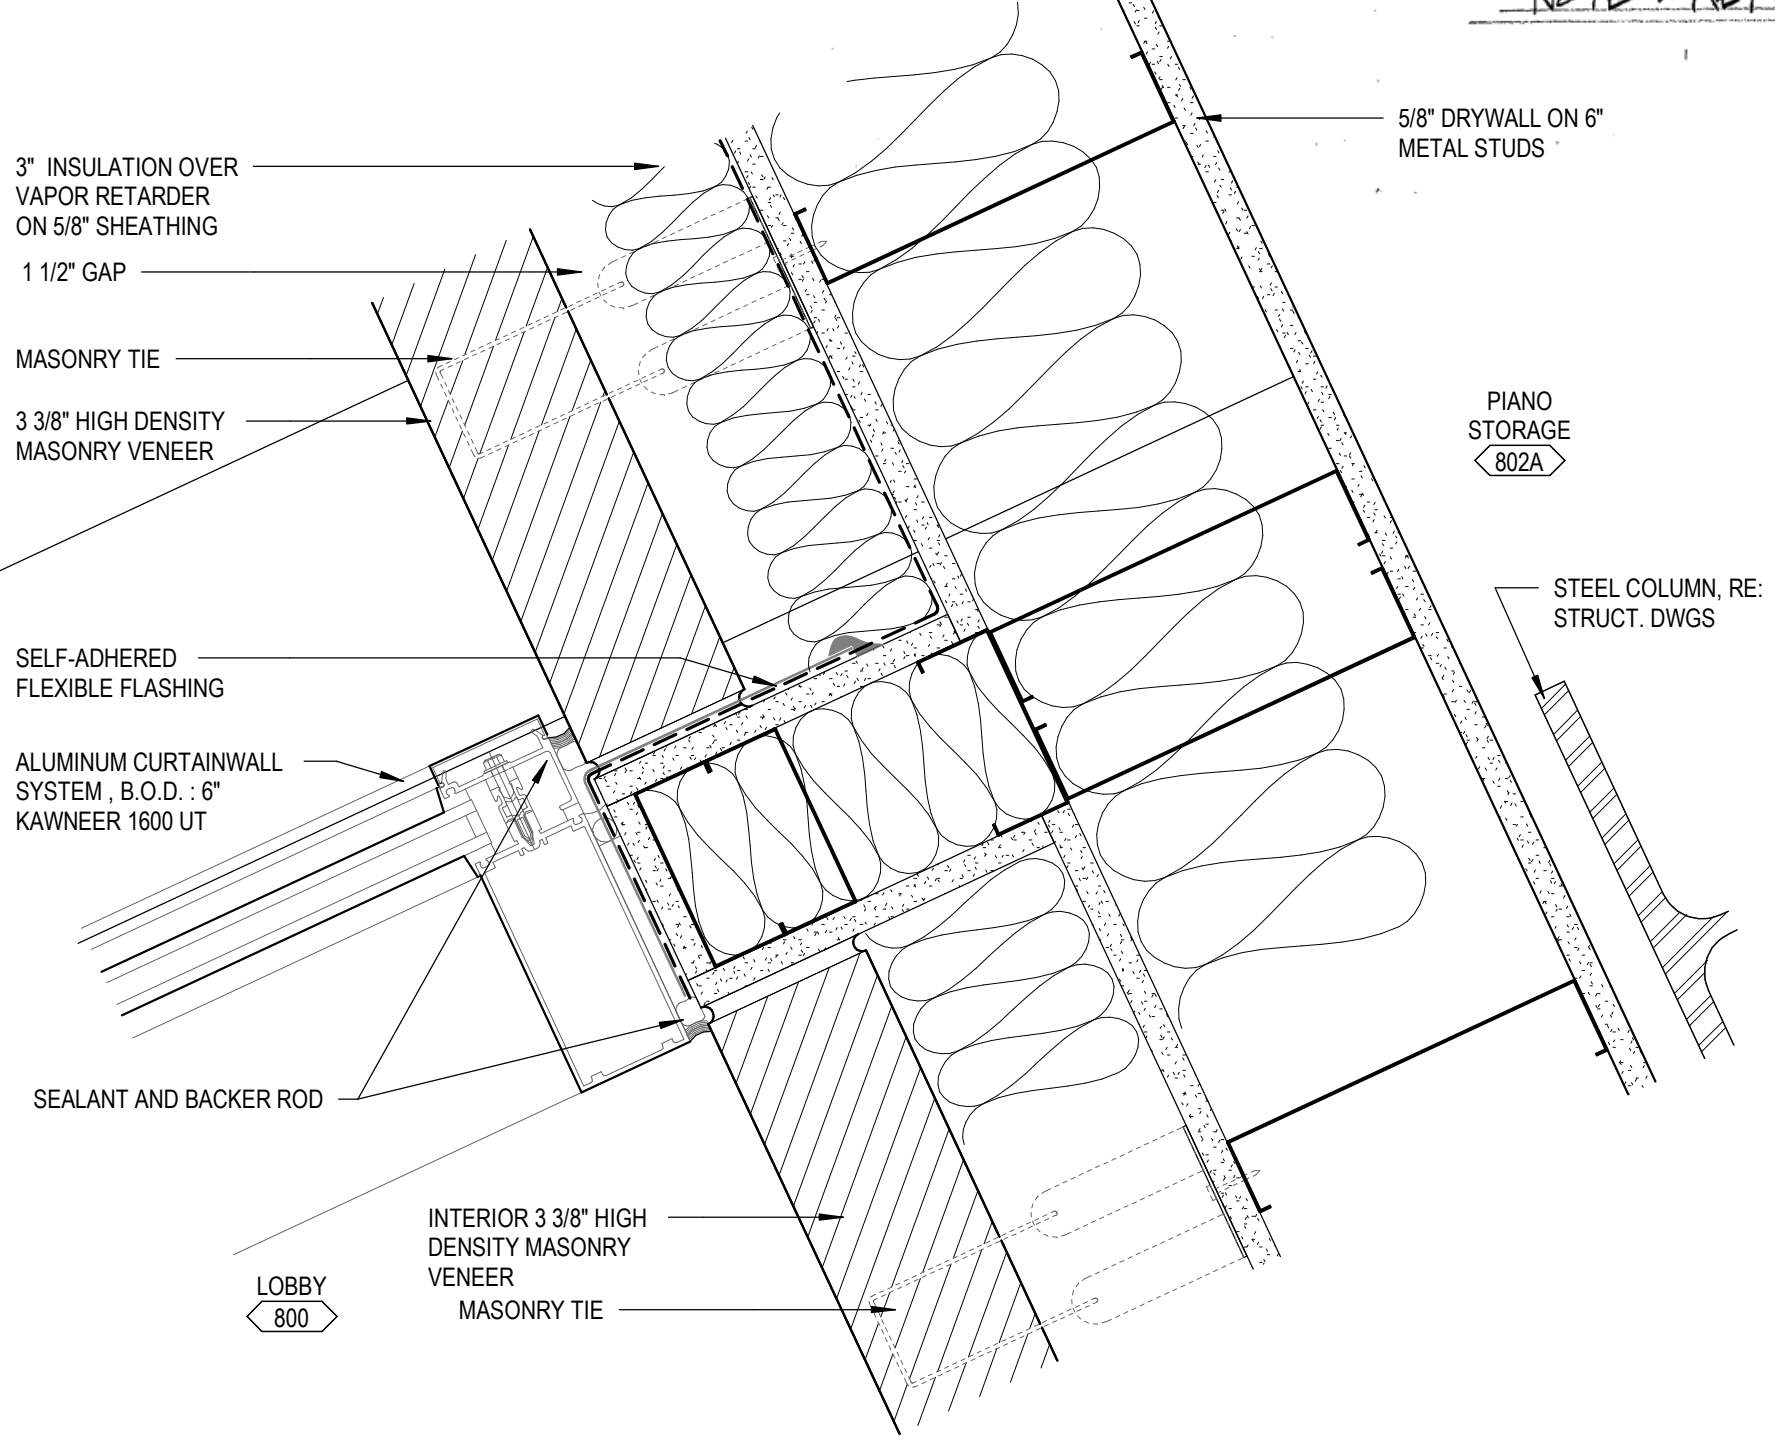 5/8" DRYWALL ON 6"
METAL STUDS
3" INSULATION OVER
VAPOR RETARDER
ON 5/8" SHEATHING
1 1/2" GAP
MASONRY TIE
3 3/8" HIGH DENSITY
MASONRY VENEER
PIANO
STORAGE
802A
STEEL COLUMN, RE:
STRUCT. DWGS
SELF-ADHERED
FLEXIBLE FLASHING
ALUMINUM CURTAINWALL
SYSTEM , B.O.D. : 6"
KAWNEER 1600 UT
SEALANT AND BACKER ROD
INTERIOR 3 3/8" HIGH
DENSITY MASONRY
VENEER
MASONRY TIE
LOBBY
800